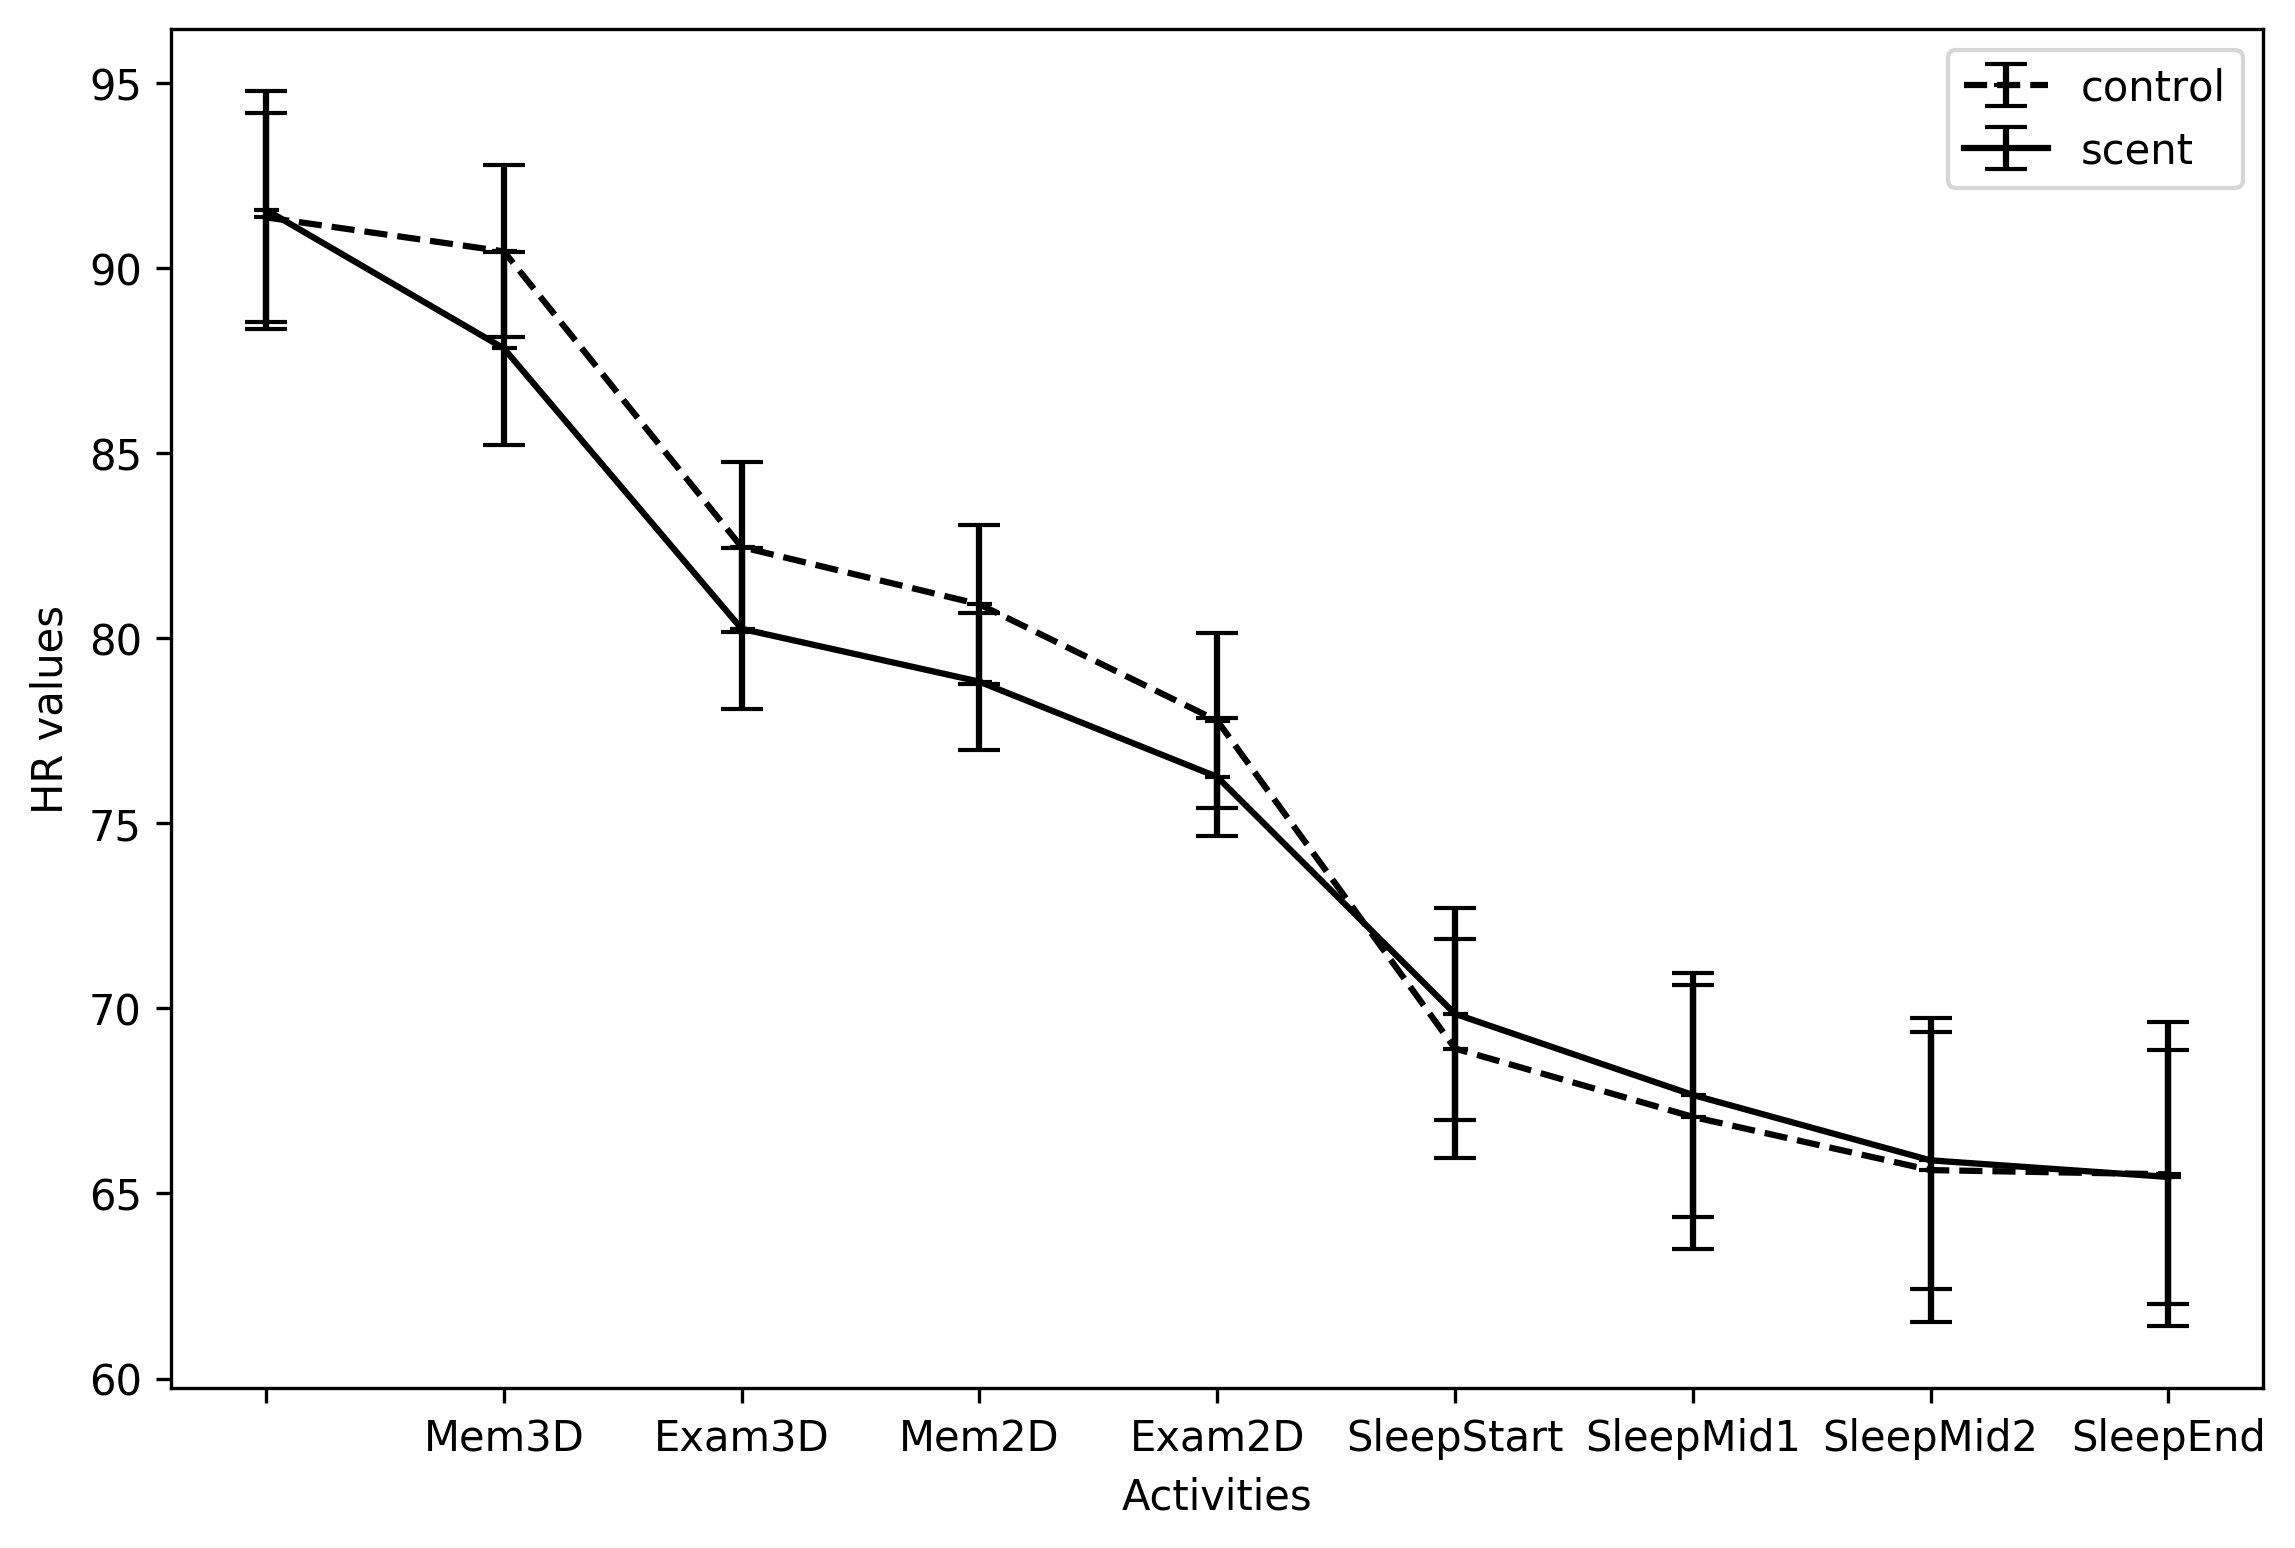 control
scent
95
90
85
80
75
70
65
60
HR values
Mem3D Exam3D Mem2D Exam2D SleepStart SleepMid1 SleepMid2 SleepEnd
Activities